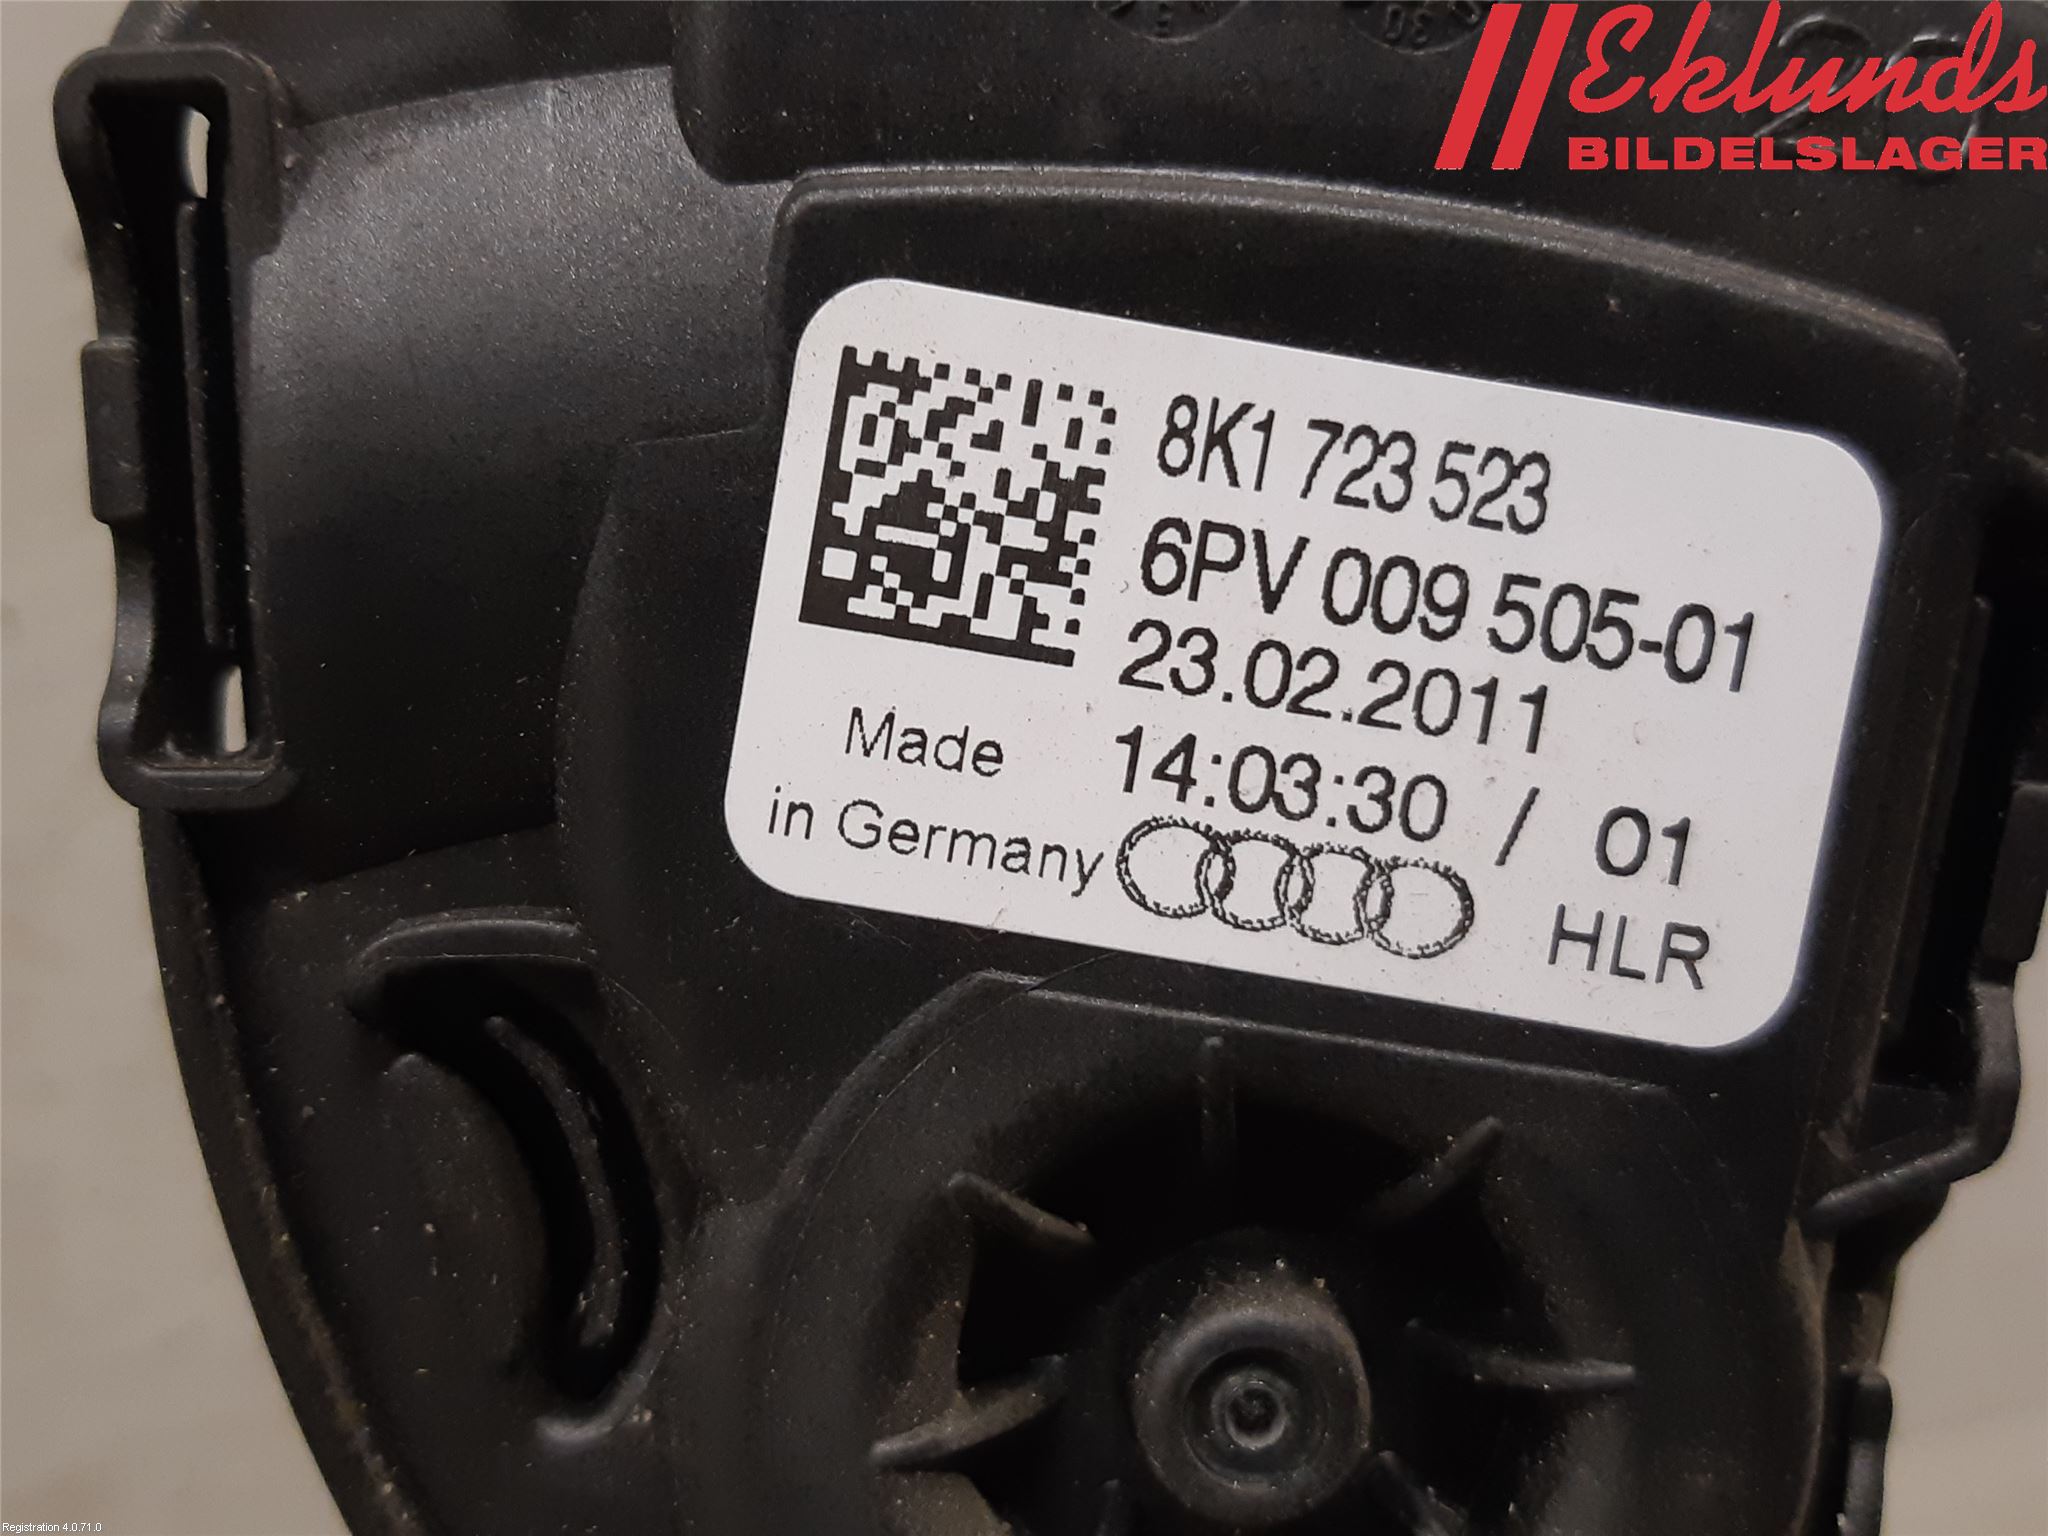 Eklunds
BILDELSLAGER
8K1 723 523
6PV 009 505-01
23.02.2011
14:03:30 / 01
Made
in Germany
HLR
Registration 4.0.71.0